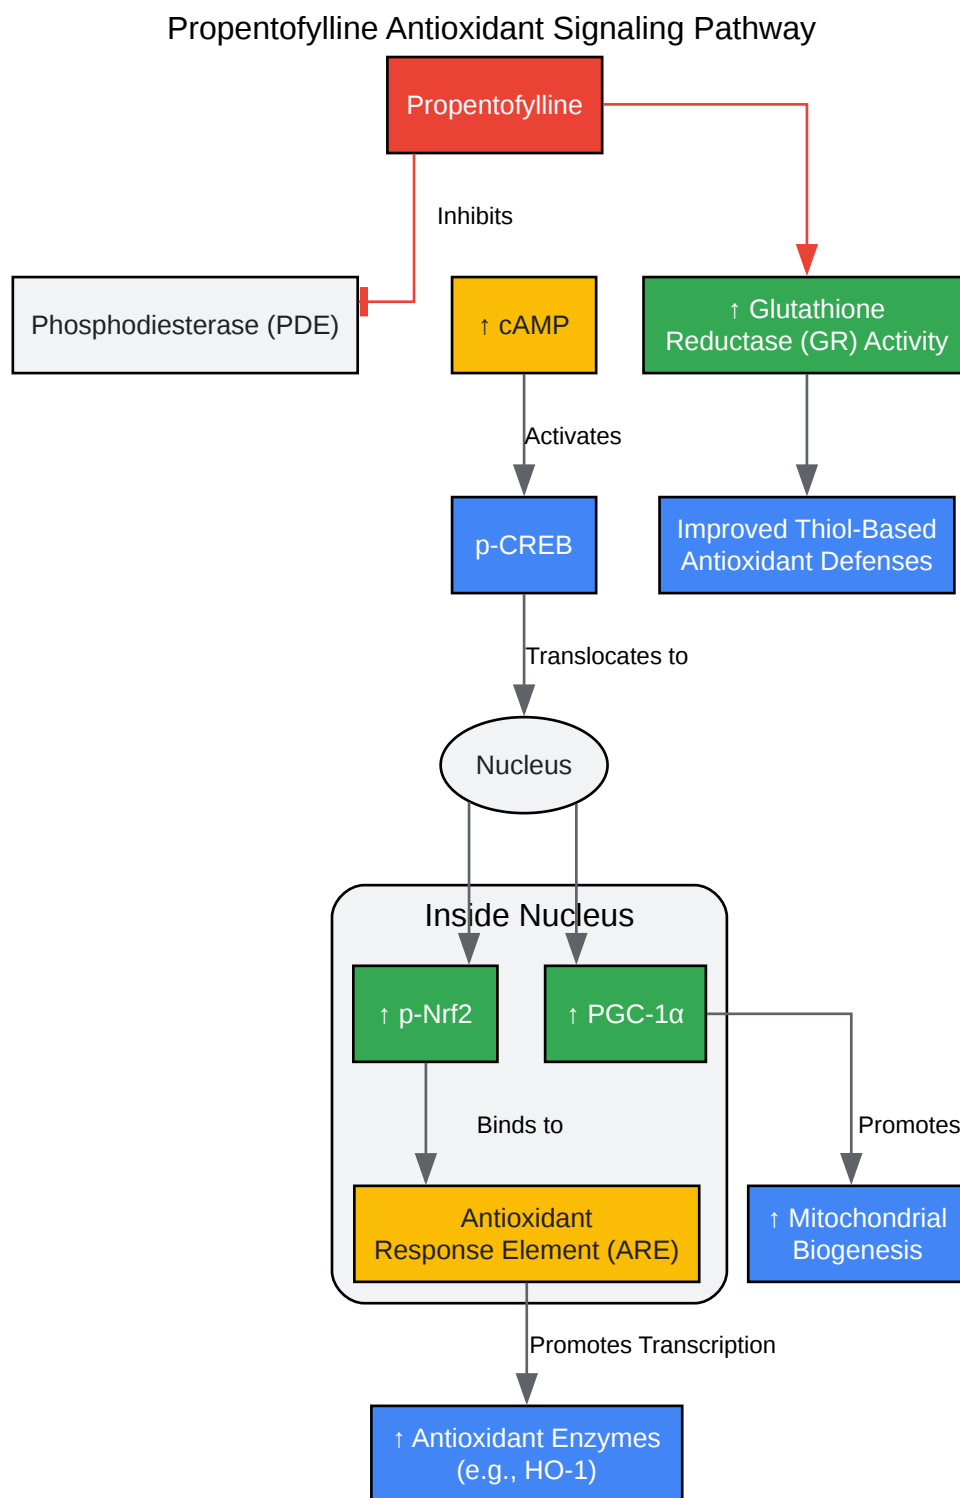 Propentofylline Antioxidant Signaling Pathway
Propentofylline
Inhibits
Phosphodiesterase (PDE)
↑ cAMP
↑ Glutathione
Reductase (GR) Activity
Activates
p-CREB
Improved Thiol-Based
Antioxidant Defenses
Translocates to
Nucleus
Inside Nucleus
↑ p-Nrf2
↑ PGC-1α
Binds to
Promotes
Antioxidant
Response Element (ARE)
↑ Mitochondrial
Biogenesis
Promotes Transcription
↑ Antioxidant Enzymes
(e.g., HO-1)